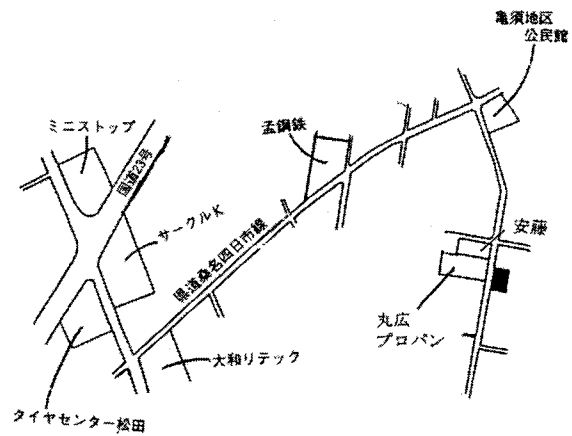 亀須地区
公民館
ミニストップ
国道23号
孟鋼鉄
サークルK
県道桑名四日市線
安藤
丸広
プロパン
大和リテック
タイヤセンター松田